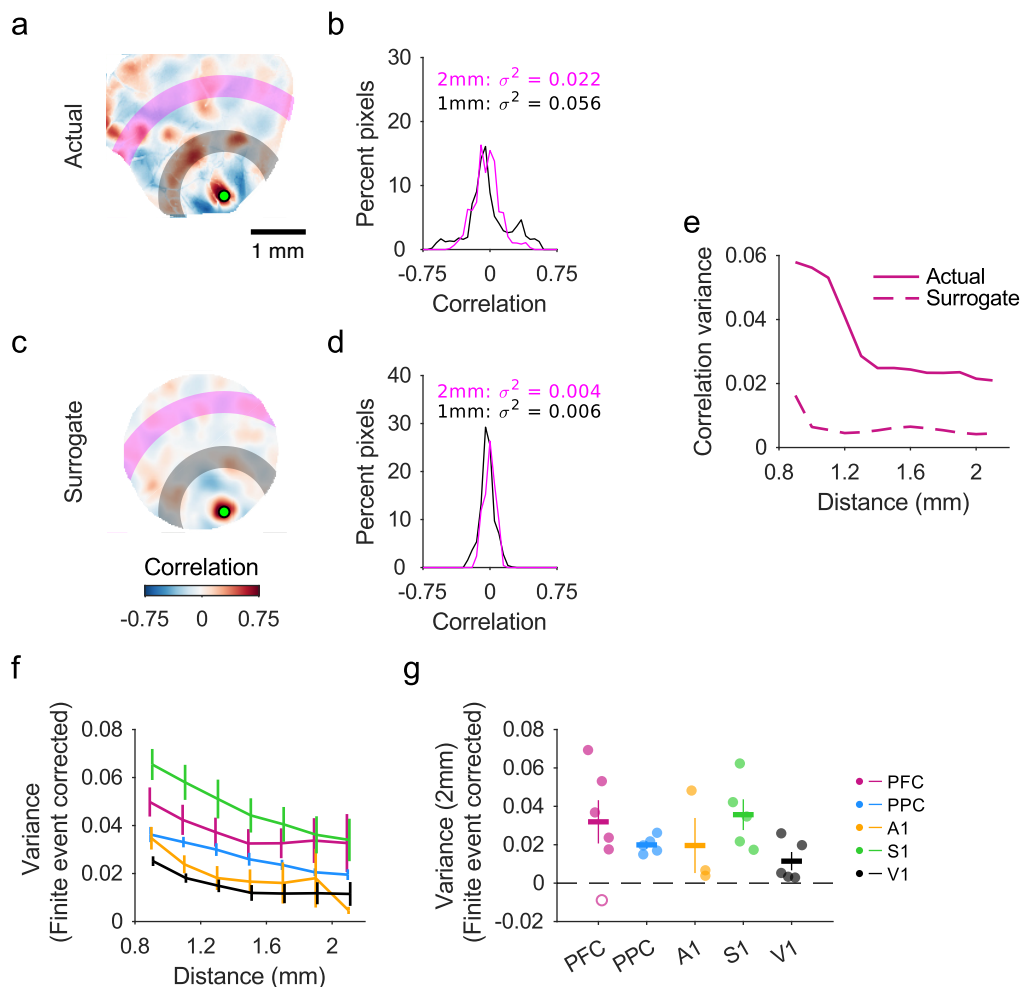 a
Actual
1 mm
b
30
20
10
0
Percent pixels
2mm: σ² = 0.022
1mm: σ² = 0.056
-0.75 0 0.75
Correlation
c
Surrogate
Correlation
-0.75 0 0.75
d
40
30
20
10
0
Percent pixels
2mm: σ² = 0.004
1mm: σ² = 0.006
-0.75 0 0.75
Correlation
e
0.06
0.04
0.02
0
Correlation variance
Actual
Surrogate
0.8 1.2 1.6 2
Distance (mm)
f
Variance
(Finite event corrected)
0.08
0.06
0.04
0.02
0
0.8 1.2 1.6 2
Distance (mm)
g
Variance (2mm)
(Finite event corrected)
0.08
0.06
0.04
0.02
0
-0.02
PFC PPC A1 S1 V1
PFC
PPC
A1
S1
V1